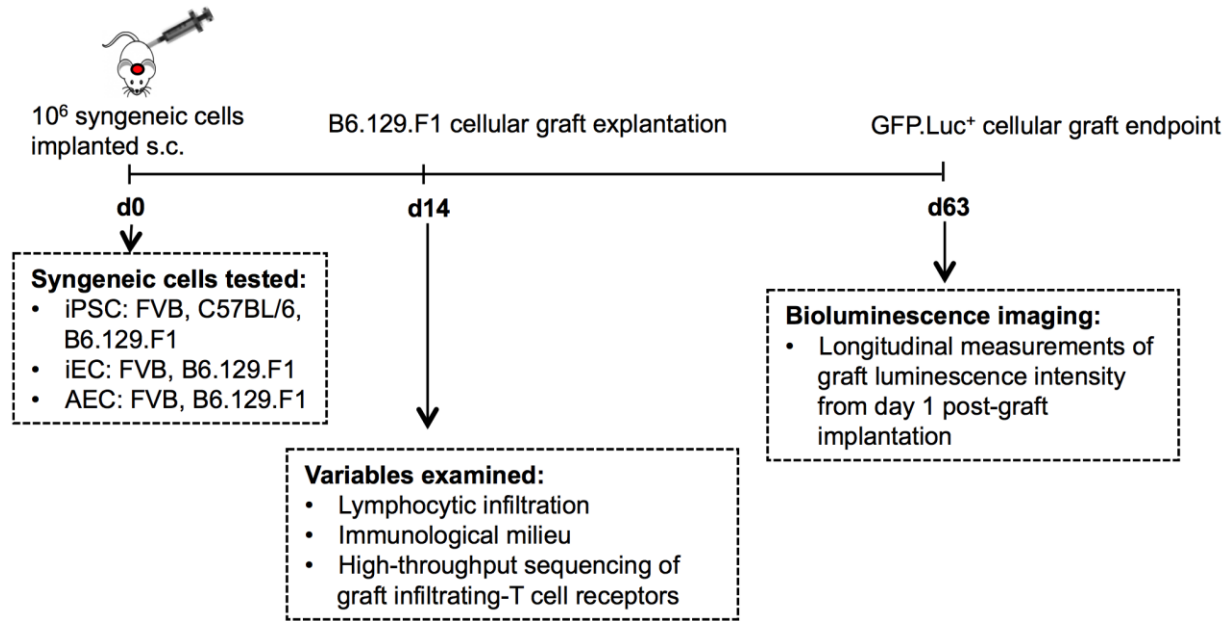 10⁶ syngeneic cells
implanted s.c.
B6.129.F1 cellular graft explantation
GFP.Luc⁺ cellular graft endpoint
d0
d14
d63
Syngeneic cells tested:
• iPSC: FVB, C57BL/6,
B6.129.F1
• iEC: FVB, B6.129.F1
• AEC: FVB, B6.129.F1
Variables examined:
• Lymphocytic infiltration
• Immunological milieu
• High-throughput sequencing of
graft infiltrating-T cell receptors
Bioluminescence imaging:
• Longitudinal measurements of
graft luminescence intensity
from day 1 post-graft
implantation